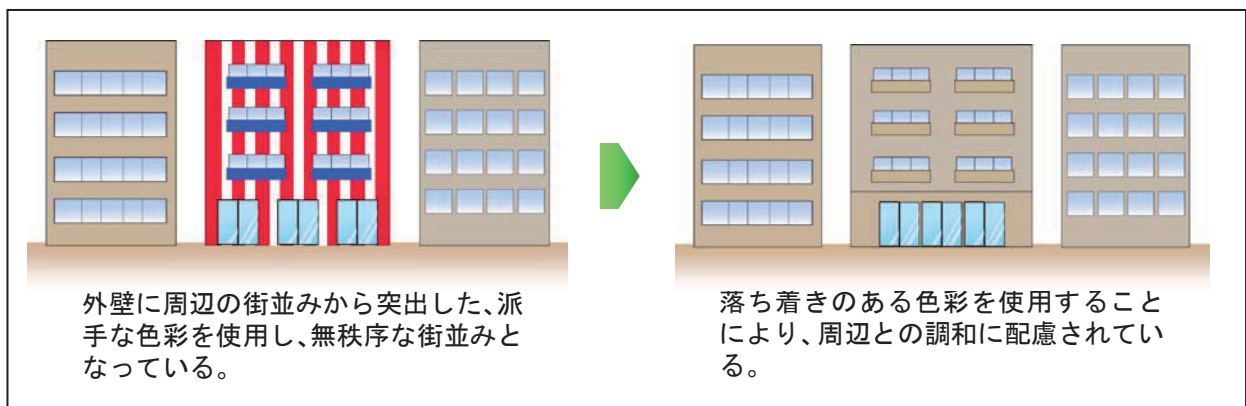 外壁に周辺の街並みから突出した、派
手な色彩を使用し、無秩序な街並みと
なっている。
落ち着きのある色彩を使用すること
により、周辺との調和に配慮されてい
る。